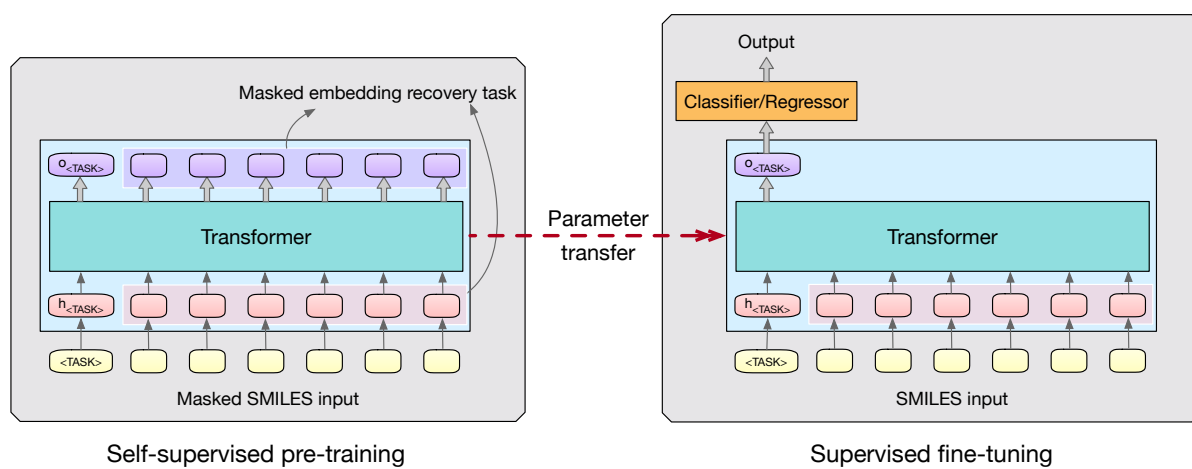 Masked embedding recovery task
o<TASK>
Transformer
h<TASK>
<TASK>
Masked SMILES input
Self-supervised pre-training
Parameter
transfer
Output
Classifier/Regressor
o<TASK>
Transformer
h<TASK>
<TASK>
SMILES input
Supervised fine-tuning